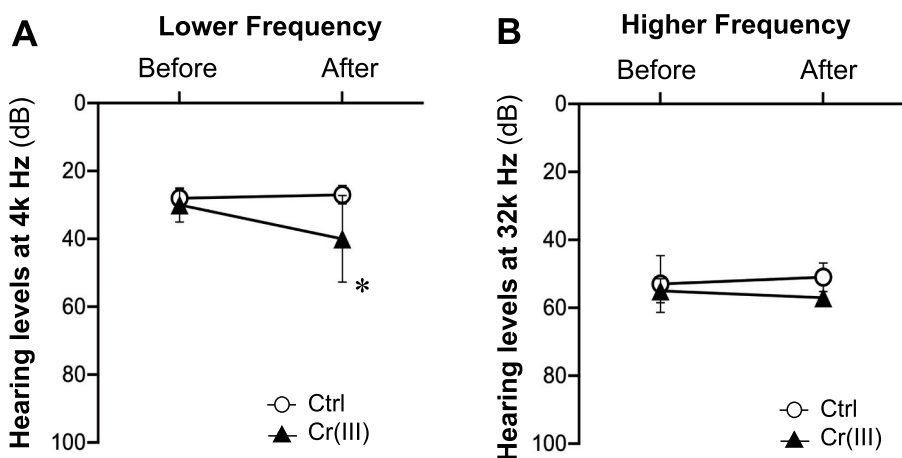 A
Lower Frequency
Before After
Hearing levels at 4k Hz (dB)
0
20
40
60
80
100
*
Ctrl
Cr(III)
B
Higher Frequency
Before After
Hearing levels at 32k Hz (dB)
0
20
40
60
80
100
Ctrl
Cr(III)